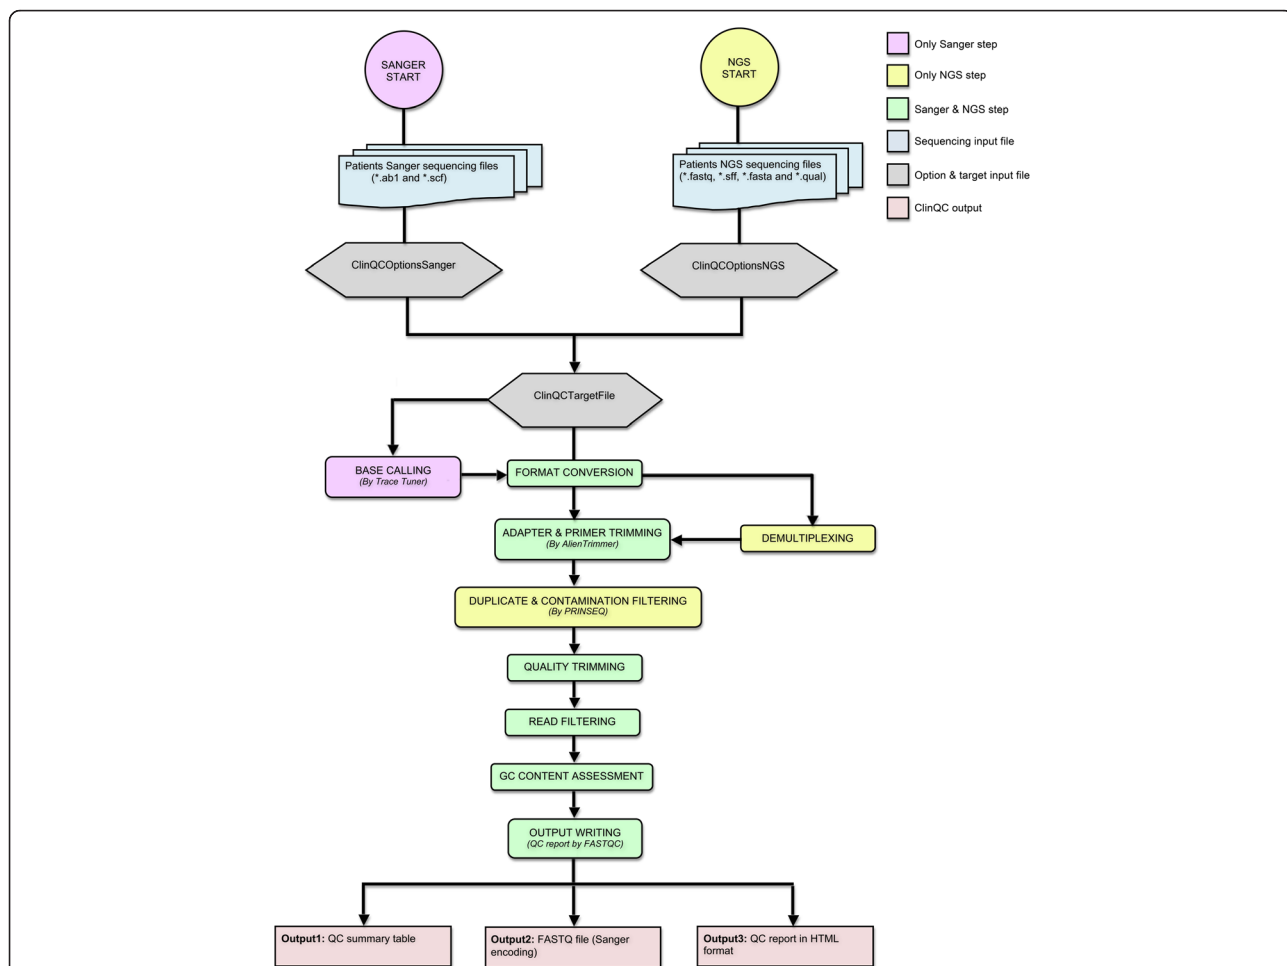 SANGER
START
NGS
START
Only Sanger step
Only NGS step
Sanger & NGS step
Sequencing input file
Option & target input file
ClinQC output
Patients Sanger sequencing files
(*.ab1 and *.scf)
Patients NGS sequencing files
(*.fastq, *.sff, *.fasta and *.qual)
ClinQCOptionsSanger
ClinQCOptionsNGS
ClinQCTargetFile
BASE CALLING
(By Trace Tuner)
FORMAT CONVERSION
ADAPTER & PRIMER TRIMMING
(By AlienTrimmer)
DEMULTIPLEXING
DUPLICATE & CONTAMINATION FILTERING
(By PRINSEQ)
QUALITY TRIMMING
READ FILTERING
GC CONTENT ASSESSMENT
OUTPUT WRITING
(QC report by FASTQC)
Output1: QC summary table
Output2: FASTQ file (Sanger
encoding)
Output3: QC report in HTML
format